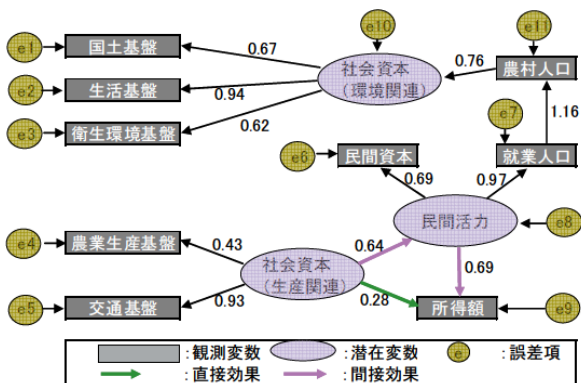 e1
国土基盤
0.67
e10
社会資本
(環境関連)
0.76
e11
農村人口
e2
生活基盤
0.94
e3
衛生環境基盤
0.62
1.16
e7
e6
民間資本
就業人口
0.69
0.97
民間活力
e8
e4
農業生産基盤
0.43
社会資本
(生産関連)
0.64
0.69
e5
交通基盤
0.93
0.28
所得額
e9
:観測変数
:潜在変数
e
:誤差項
:直接効果
:間接効果